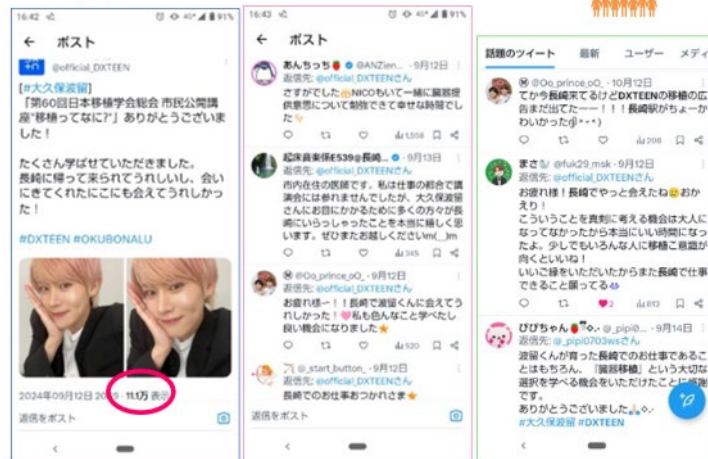 16:42
91%
← ポスト
@official_DXTEEN
[#大久保波留]
「第60回日本移植学会総会 市民公開講
座"移植ってなに?"」ありがとうございま
した！
たくさん学ばせていただきました。
長崎に帰って来られてうれしいし、会い
にきてくれたにこにも会えてうれしかっ
た！
#DXTEEN #OKUBONALU
2024年09月12日 20
11.1万 表示
返信をポスト
16:43
91%
← ポスト
あんちっち @ANZien... ・9月12日
返信先: @official_DXTEENさん
さすがでした NICOもいて一緒に臓器提
供意思について勉強できて幸せな時間でし
た
1,558
起床音楽係E539@長崎... ・9月13日
返信先: @official_DXTEENさん
市内在住の医師です。私は仕事の都合で講
演会には参れませんでしたが、大久保波留
さんにお目にかかるために多くの方々が長
崎にいらっしゃったことを本当に嬉しく思
います。ぜひまたお越しくださいm(__)m
345
@Oo_prince_oO_ ・9月12日
返信先: @official_DXTEENさん
お疲れ様ー！！長崎で波留くんに会えてう
れしかった！ 私も色んなこと学べたし
良い機会になりました
520
@_start_button_ ・9月12日
返信先: @official_DXTEENさん
長崎でのお仕事おつかれさま
返信をポスト
話題のツイート 最新 ユーザー メディ
@Oo_prince_oO_ ・10月12日
てか今長崎来てるけどDXTEENの移植の広
告まだ出てたー！！！長崎駅がちょーか
わいかった
208
まさ @fuk29_msk ・9月12日
返信先: @official_DXTEENさん
お疲れ様！長崎でやっと会えたね おか
えり！
こういうことを真剣に考える機会は大人に
なってなかったから本当にいい時間になっ
たよ。少しでもいろんな人に移植こ意識が
向くといいね！
いいご縁をいただいたからまた長崎で仕事
できること願ってる
2
813
ぴぴちゃん @_pipi0... ・9月14日
返信先: @_pipi0703wsさん
波留くんが育った長崎でのお仕事であるこ
とはもちろん、「臓器移植」という大切な
選択を学べる機会をいただけたことに感謝
です。
ありがとうございました
#大久保波留 #DXTEEN